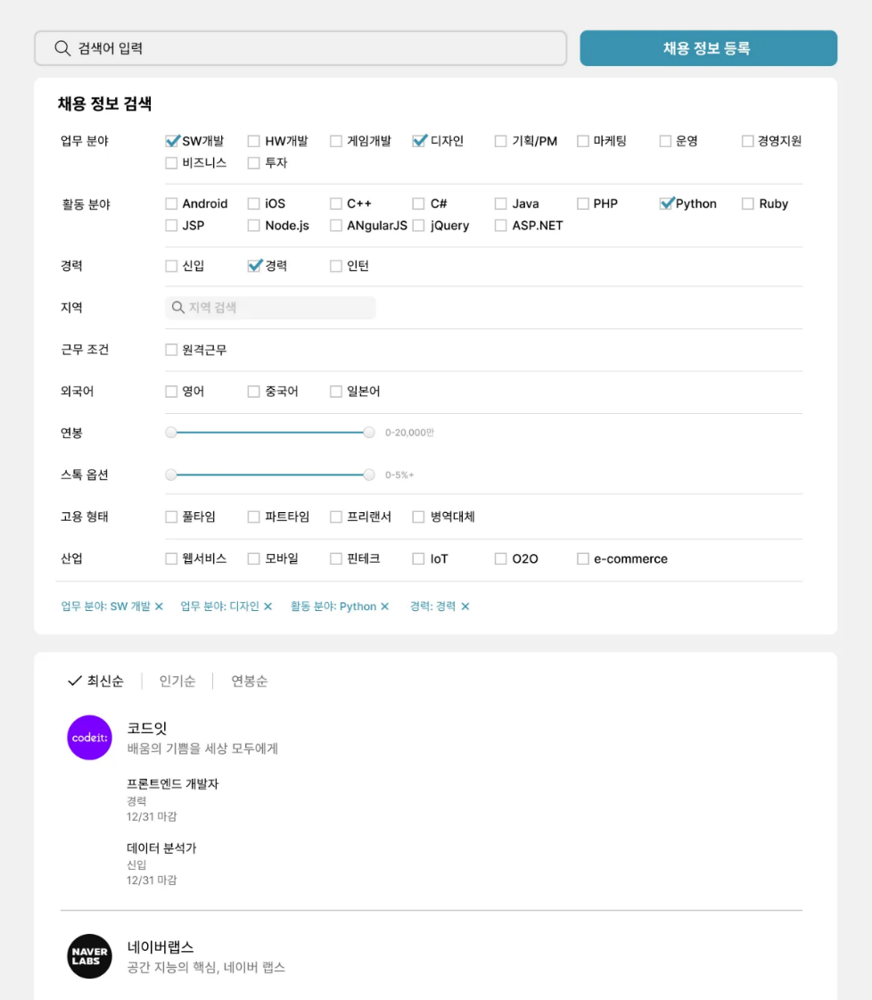 검색어 입력
채용 정보 등록
채용 정보 검색
업무 분야 SW개발 HW개발 게임개발 디자인 기획/PM 마케팅 운영 경영지원
비즈니스 투자
활동 분야 Android iOS C++ C# Java PHP Python Ruby
JSP Node.js ANgularJS jQuery ASP.NET
경력 신입 경력 인턴
지역 지역 검색
근무 조건 원격근무
외국어 영어 중국어 일본어
연봉 0-20,000만
스톡 옵션 0-5%+
고용 형태 풀타임 파트타임 프리랜서 병역대체
산업 웹서비스 모바일 핀테크 IoT O2O e-commerce
업무 분야: SW 개발 × 업무 분야: 디자인 × 활동 분야: Python × 경력: 경력 ×
최신순 인기순 연봉순
codeit:
코드잇
배움의 기쁨을 세상 모두에게
프론트엔드 개발자
경력
12/31 마감
데이터 분석가
신입
12/31 마감
NAVER
LABS
네이버랩스
공간 지능의 핵심, 네이버 랩스